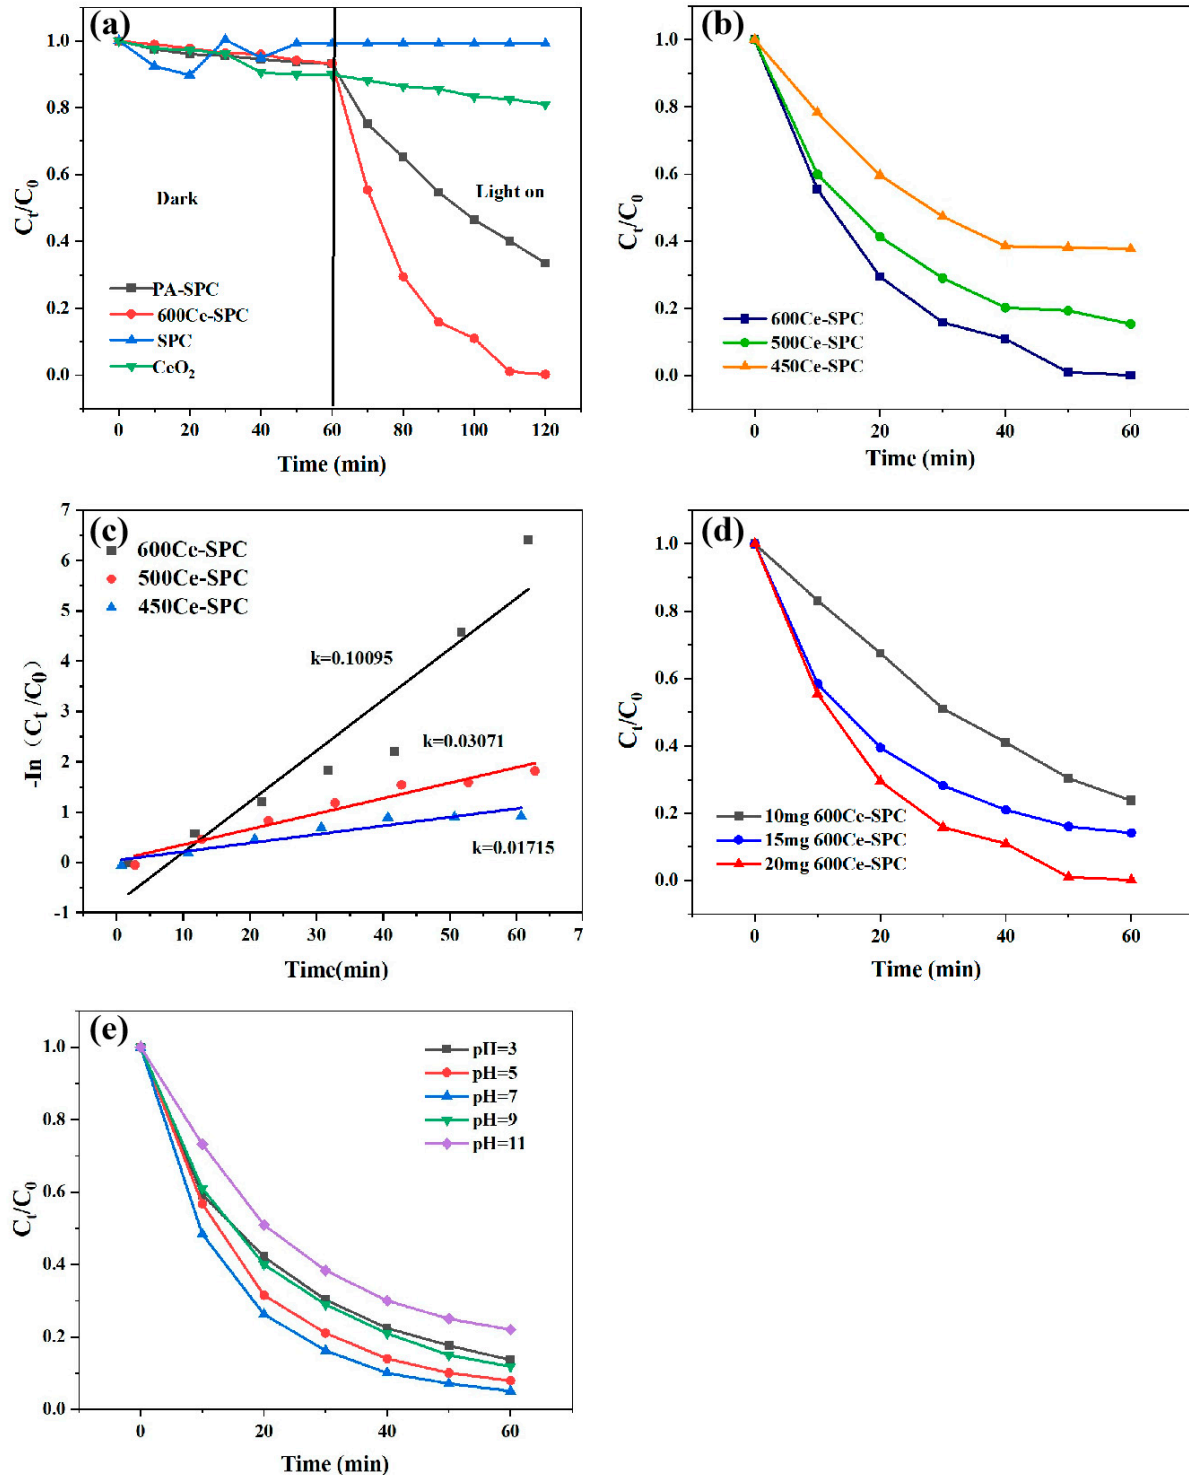 (a)
1.0
0.8
0.6
0.4
0.2
0.0
Ct/C0
Dark
Light on
PA-SPC
600Ce-SPC
SPC
CeO2
0 20 40 60 80 100 120
Time (min)
(b)
1.0
0.8
0.6
0.4
0.2
0.0
Ct/C0
600Ce-SPC
500Ce-SPC
450Ce-SPC
0 20 40 60
Time (min)
(c)
7
6
5
4
3
2
1
0
-1
-In（Ct /C0）
600Ce-SPC
500Ce-SPC
450Ce-SPC
k=0.10095
k=0.03071
k=0.01715
0 10 20 30 40 50 60 7
Time(min)
(d)
1.0
0.8
0.6
0.4
0.2
0.0
Ct/C0
10mg 600Ce-SPC
15mg 600Ce-SPC
20mg 600Ce-SPC
0 20 40 60
Time (min)
(e)
1.0
0.8
0.6
0.4
0.2
0.0
Ct/C0
pH=3
pH=5
pH=7
pH=9
pH=11
0 20 40 60
Time (min)